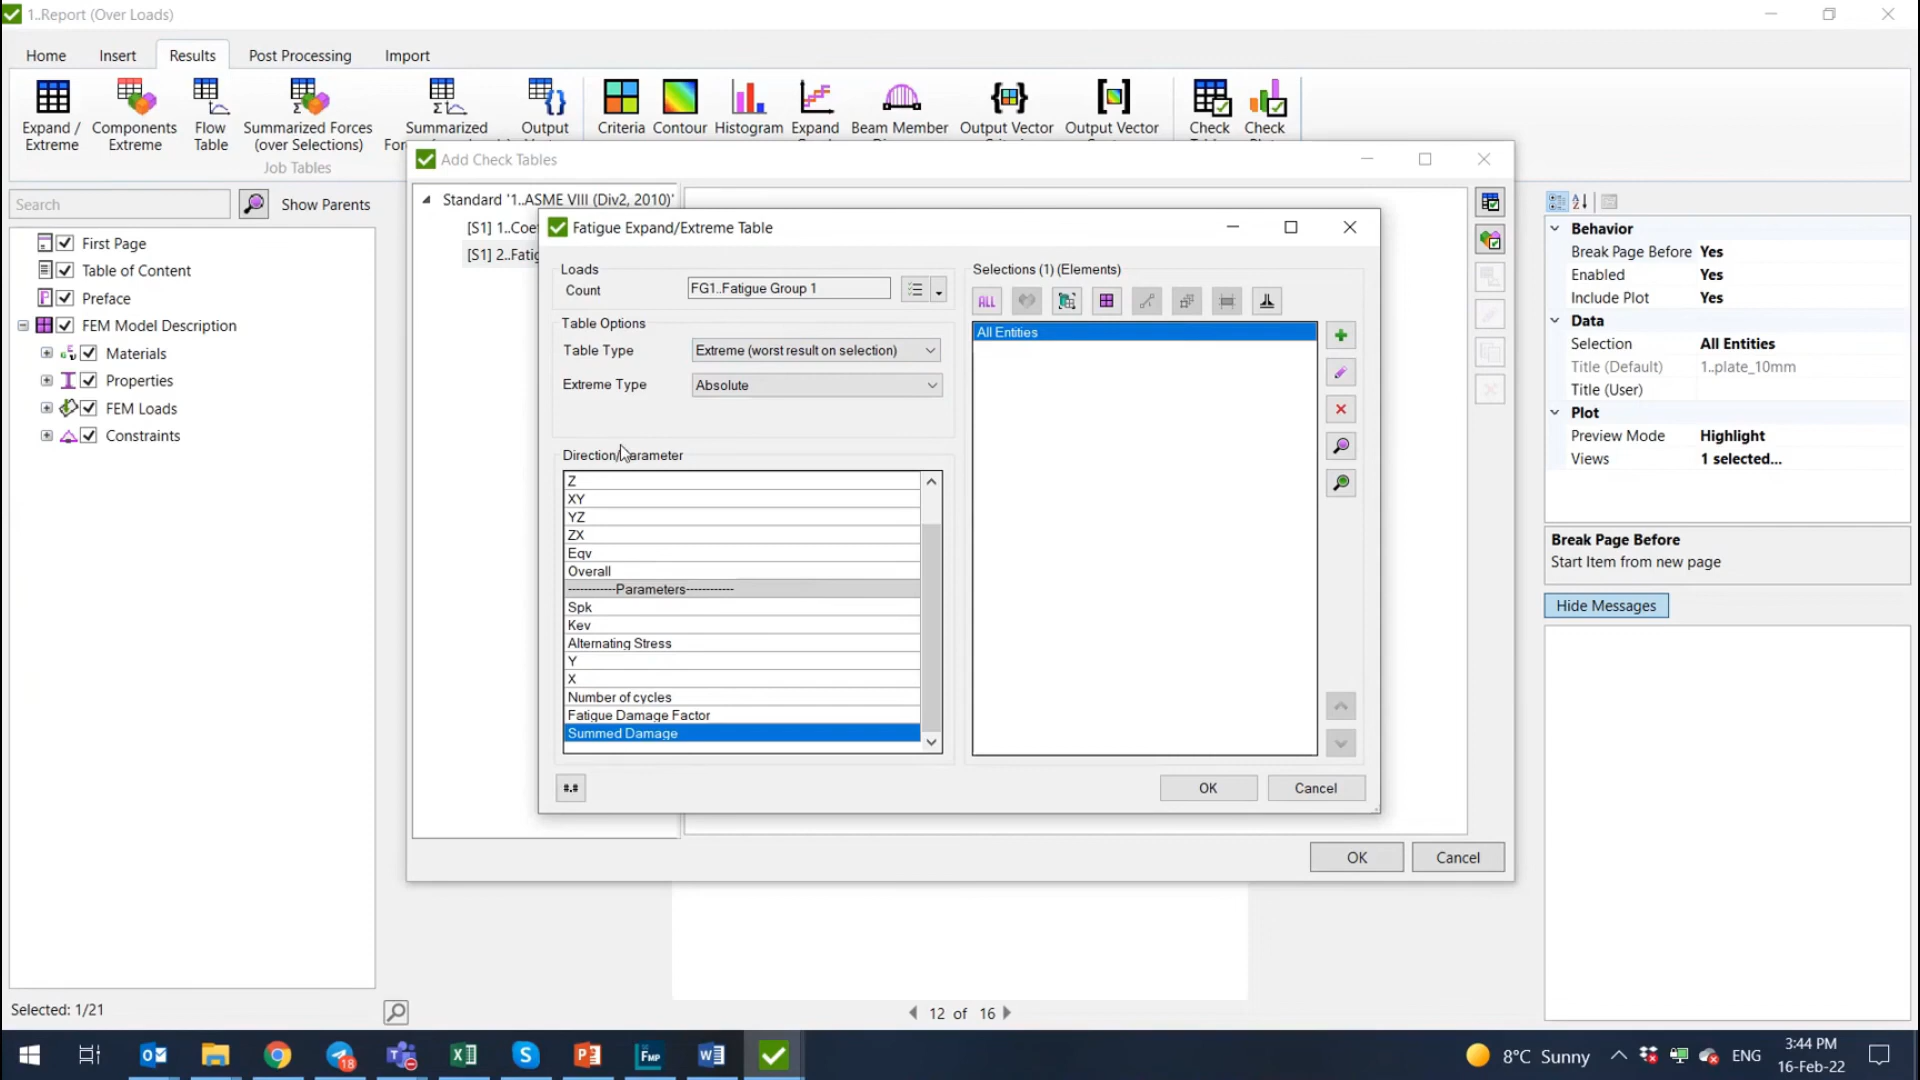 1..Report (Over Loads)
Home
Insert
Results
Post Processing
Import
Expand / Extreme
Components Extreme
Flow Table
Summarized Forces (over Selections)
Summarized
Output
Criteria
Contour
Histogram
Expand
Beam Member
Output Vector
Output Vector
Check
Check
Job Tables
Search
Show Parents
First Page
Table of Content
Preface
FEM Model Description
Materials
Properties
FEM Loads
Constraints
Selected: 1/21
Add Check Tables
Standard '1..ASME VIII (Div2, 2010)'
[S1] 1..Coe
[S1] 2..Fatig
Fatigue Expand/Extreme Table
Loads
Count
FG1..Fatigue Group 1
Table Options
Table Type
Extreme (worst result on selection)
Extreme Type
Absolute
Direction/Parameter
Z
XY
YZ
ZX
Eqv
Overall
------------Parameters------------
Spk
Kev
Alternating Stress
Y
X
Number of cycles
Fatigue Damage Factor
Summed Damage
Selections (1) (Elements)
ALL
All Entities
OK
Cancel
OK
Cancel
12 of 16
Behavior
Break Page Before Yes
Enabled Yes
Include Plot Yes
Data
Selection All Entities
Title (Default) 1..plate_10mm
Title (User)
Plot
Preview Mode Highlight
Views 1 selected...
Break Page Before
Start Item from new page
Hide Messages
18
FMP
8°C Sunny
ENG
3:44 PM
16-Feb-22